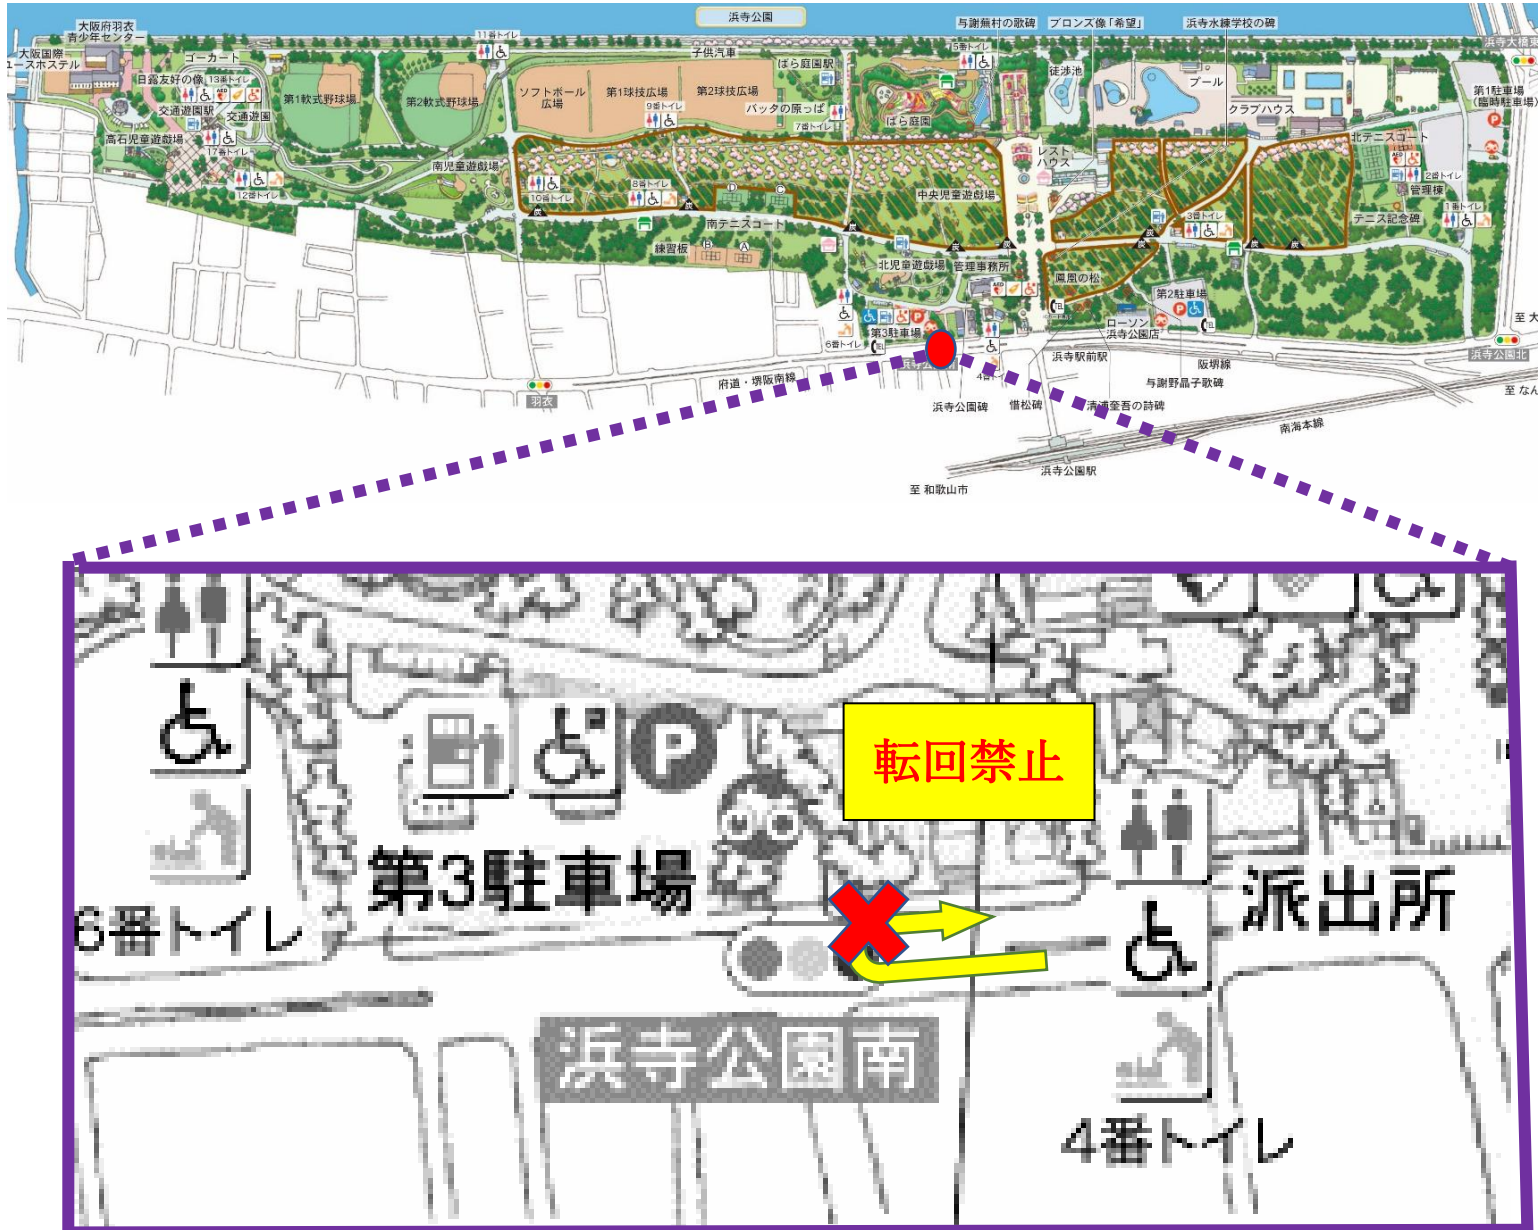 浜寺公園
大阪府羽衣
青少年センター
大阪国際
ユースホステル
日露友好の像
ゴーカート
13番トイレ
交通遊園駅
交通遊園
高石児童遊戯場
17番トイレ
12番トイレ
第1軟式野球場
第2軟式野球場
11番トイレ
南児童遊戯場
ソフトボール
広場
第1球技広場
第2球技広場
9番トイレ
子供汽車
ばら庭園駅
バッタの原っぱ
7番トイレ
ばら庭園
5番トイレ
与謝蕪村の歌碑
ブロンズ像「希望」
浜寺水練学校の碑
徒渉池
プール
クラブハウス
浜寺大橋東
第1駐車場
(臨時駐車場)
北テニスコート
2番トイレ
管理棟
テニス記念碑
1番トイレ
レスト
ハウス
中央児童遊戯場
10番トイレ
8番トイレ
D
C
南テニスコート
練習板
B
A
炭
炭
炭
炭
炭
炭
炭
炭
炭
3番トイレ
北児童遊戯場
管理事務所
鳳凰の松
第2駐車場
第3駐車場
6番トイレ
ローソン
浜寺公園店
浜寺駅前駅
阪堺線
与謝野晶子歌碑
浜寺公園北
至 大
至 なん
府道・堺阪南線
羽衣
浜寺公園碑
惜松碑
清浦奎吾の詩碑
南海本線
浜寺公園駅
至 和歌山市
転回禁止
P
第3駐車場
6番トイレ
派出所
浜寺公園南
4番トイレ